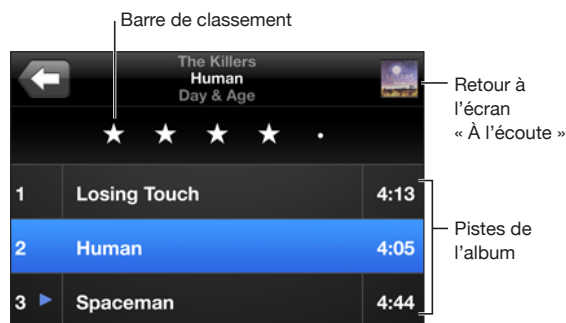 Barre de classement
The Killers
Human
Day & Age
Retour à
l'écran
« À l'écoute »
1 Losing Touch 4:13
2 Human 4:05
3 Spaceman 4:44
Pistes de
l'album